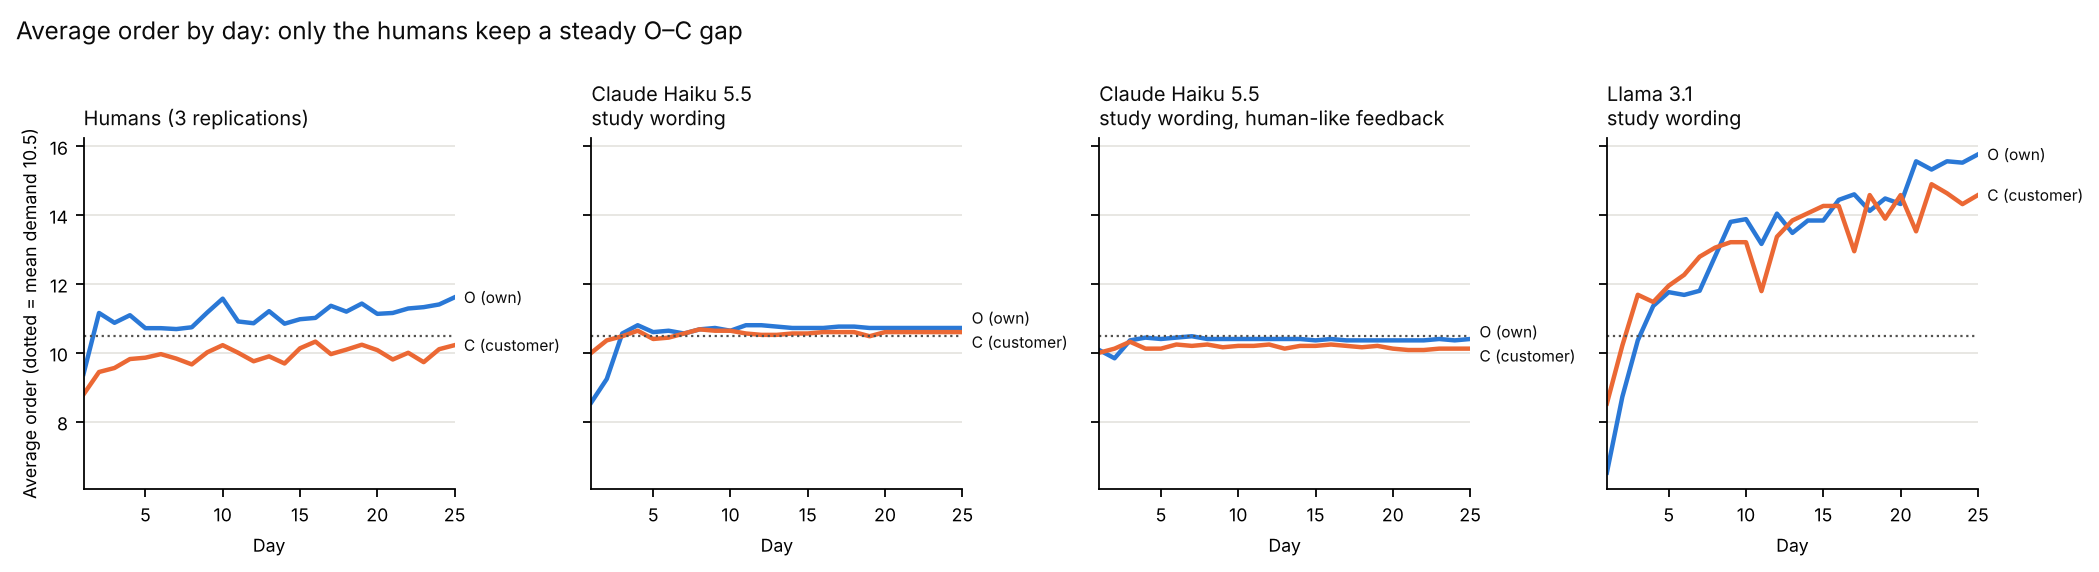 Average order by day: only the humans keep a steady O–C gap
Humans (3 replications)
Average order (dotted = mean demand 10.5)
16
14
12
10
8
O (own)
C (customer)
5
10
15
20
25
Day
Claude Haiku 5.5
study wording
O (own)
C (customer)
5
10
15
20
25
Day
Claude Haiku 5.5
study wording, human-like feedback
O (own)
C (customer)
5
10
15
20
25
Day
Llama 3.1
study wording
O (own)
C (customer)
5
10
15
20
25
Day